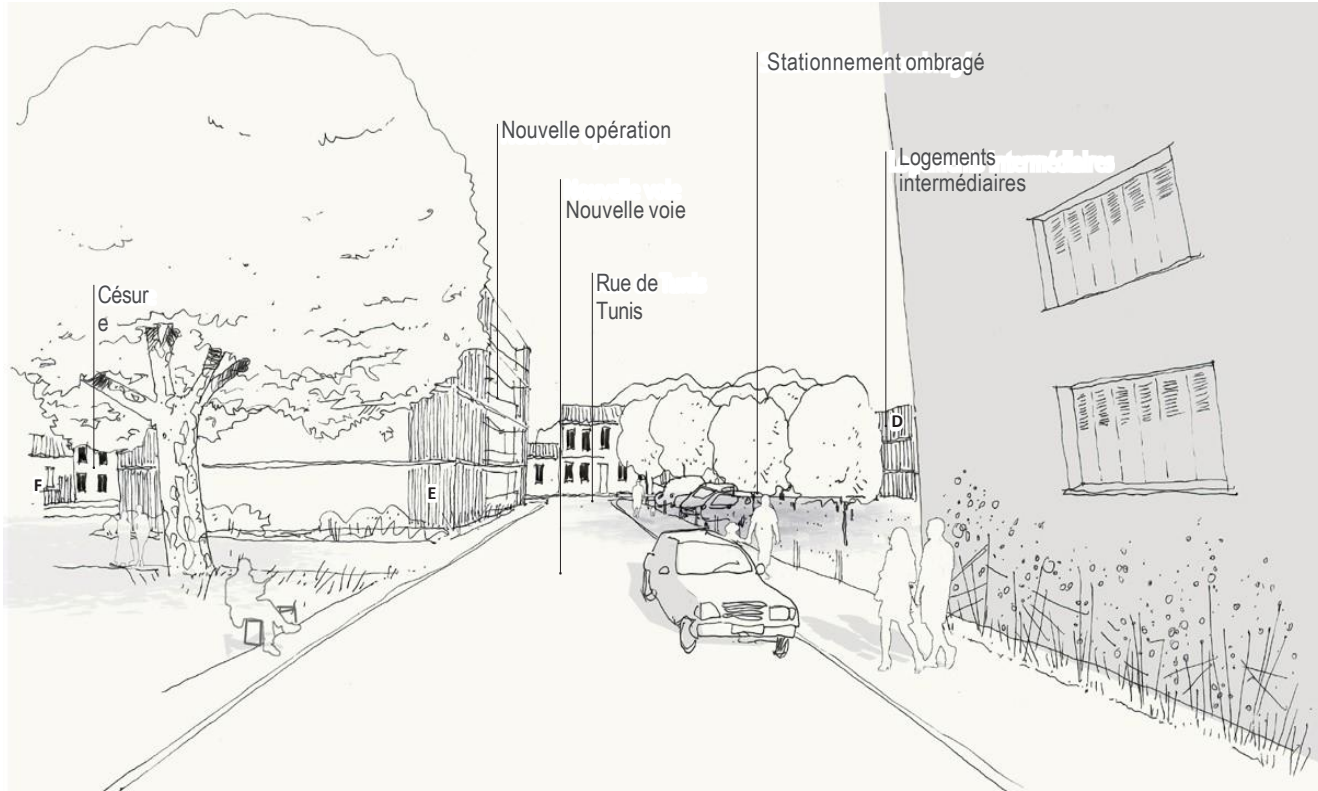 Stationnement ombragé
Nouvelle opération
Logements
intermédiaires
Nouvelle voie
Rue de
Tunis
Césur
e
D
F
E